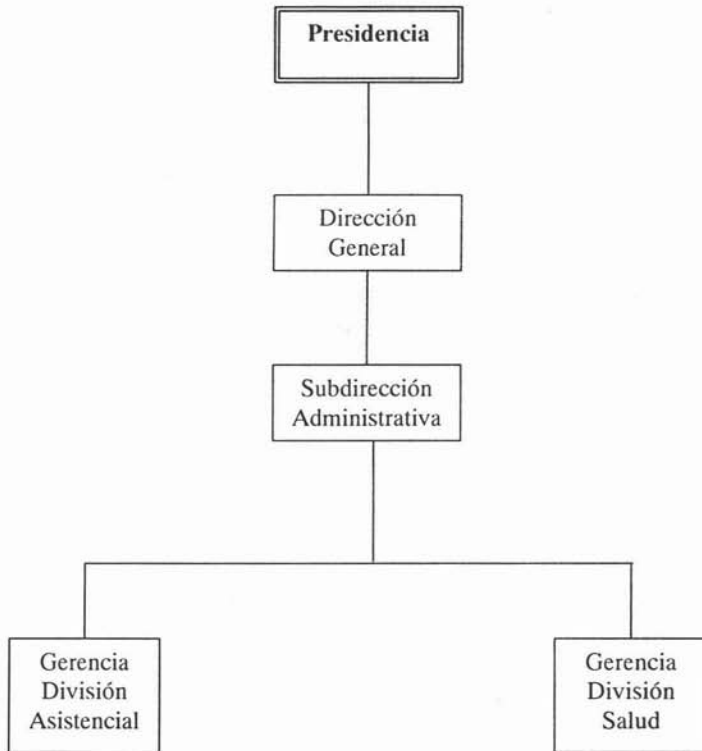 Presidencia
Dirección
General
Subdirección
Administrativa
Gerencia
División
Asistencial
Gerencia
División
Salud